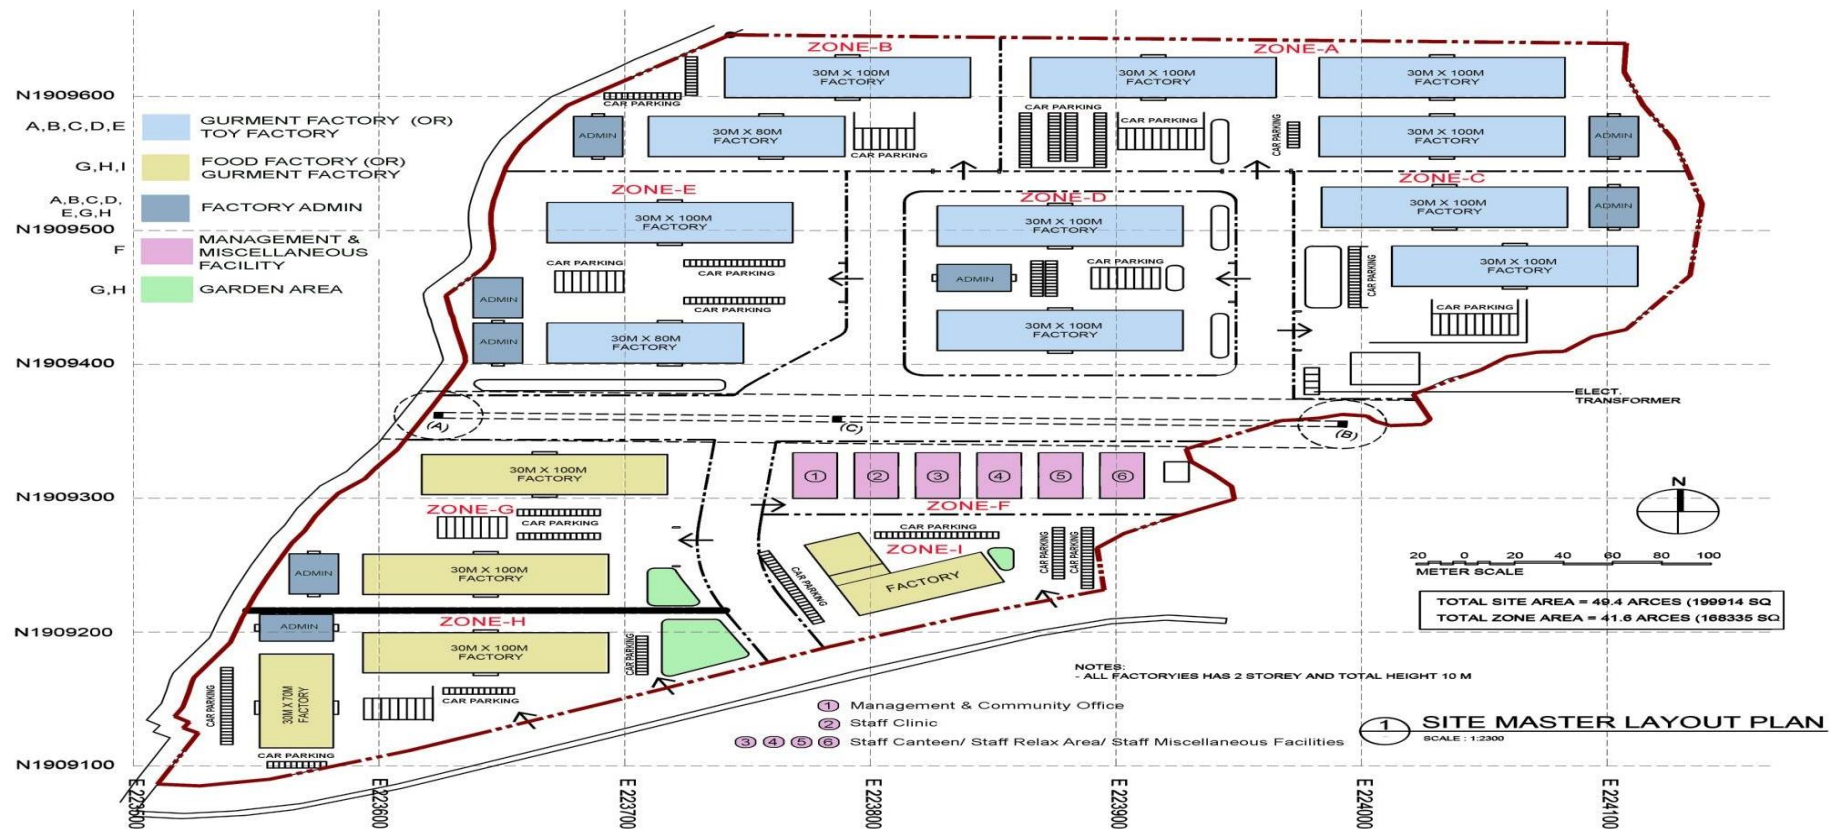 ZONE-B
ZONE-A
30M X 100M
FACTORY
30M X 100M
FACTORY
30M X 100M
FACTORY
N1909600
CAR PARKING
CAR PARKING
A,B,C,D,E
GURMENT FACTORY (OR)
TOY FACTORY
ADMIN
30M X 80M
FACTORY
CAR PARKING
CAR PARKING
CAR PARKING
30M X 100M
FACTORY
ADMIN
G,H,I
FOOD FACTORY (OR)
GURMENT FACTORY
ZONE-E
ZONE-D
ZONE-C
A,B,C,D,
E,G,H
FACTORY ADMIN
30M X 100M
FACTORY
30M X 100M
FACTORY
30M X 100M
FACTORY
ADMIN
N1909500
F
MANAGEMENT &
MISCELLANEOUS
FACILITY
CAR PARKING
CAR PARKING
ADMIN
CAR PARKING
CAR PARKING
30M X 100M
FACTORY
G,H
GARDEN AREA
ADMIN
CAR PARKING
CAR PARKING
ADMIN
30M X 80M
FACTORY
30M X 100M
FACTORY
N1909400
ELECT.
TRANSFORMER
(A)
(C)
(B)
30M X 100M
FACTORY
1
2
3
4
5
6
N1909300
ZONE-G
ZONE-F
N
CAR PARKING
CAR PARKING
ZONE-I
CAR PARKING
CAR PARKING
20 0 20 40 60 80 100
METER SCALE
ADMIN
30M X 100M
FACTORY
CAR PARKING
FACTORY
TOTAL SITE AREA = 49.4 ARCES (199914 SQ
TOTAL ZONE AREA = 41.6 ARCES (168335 SQ
N1909200
ADMIN
ZONE-H
30M X 100M
FACTORY
CAR PARKING
NOTES:
- ALL FACTORYIES HAS 2 STOREY AND TOTAL HEIGHT 10 M
CAR PARKING
30M X 70M
FACTORY
CAR PARKING
1 Management & Community Office
2 Staff Clinic
3 4 5 6 Staff Canteen/ Staff Relax Area/ Staff Miscellaneous Facilities
1 SITE MASTER LAYOUT PLAN
SCALE : 1:2300
CAR PARKING
N1909100
E 223600
E 223700
E 223800
E 223900
E 224000
E 224100